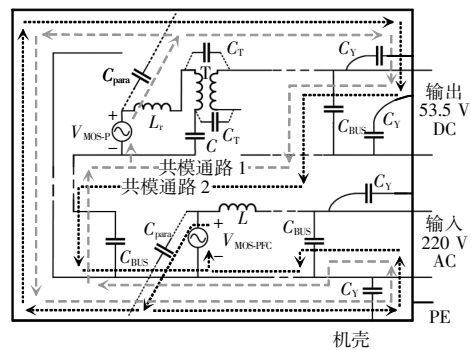 C_T
C_Y
C_para
T
+
L_r
V_MOS-P
−
C_T
C
C_BUS
C_Y
输出
53.5 V
DC
共模通路 1
共模通路 2
C_Y
C_para
+
L
C_BUS
V_MOS-PFC
−
C_BUS
输入
220 V
AC
C_Y
PE
机壳